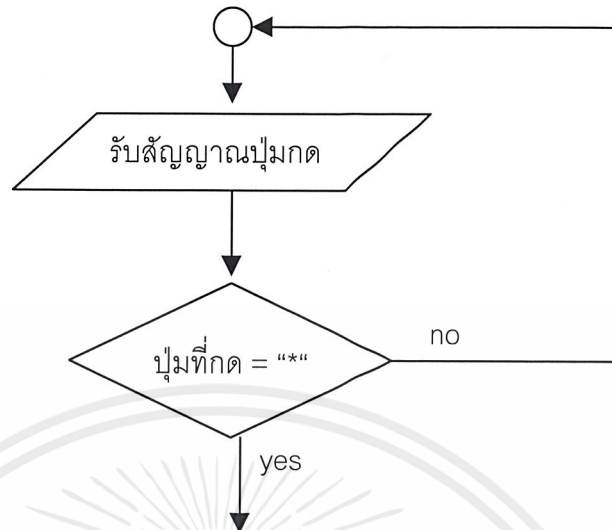 รับสัญญาณปุ่มกด
ปุ่มที่กด = “*“
no
yes